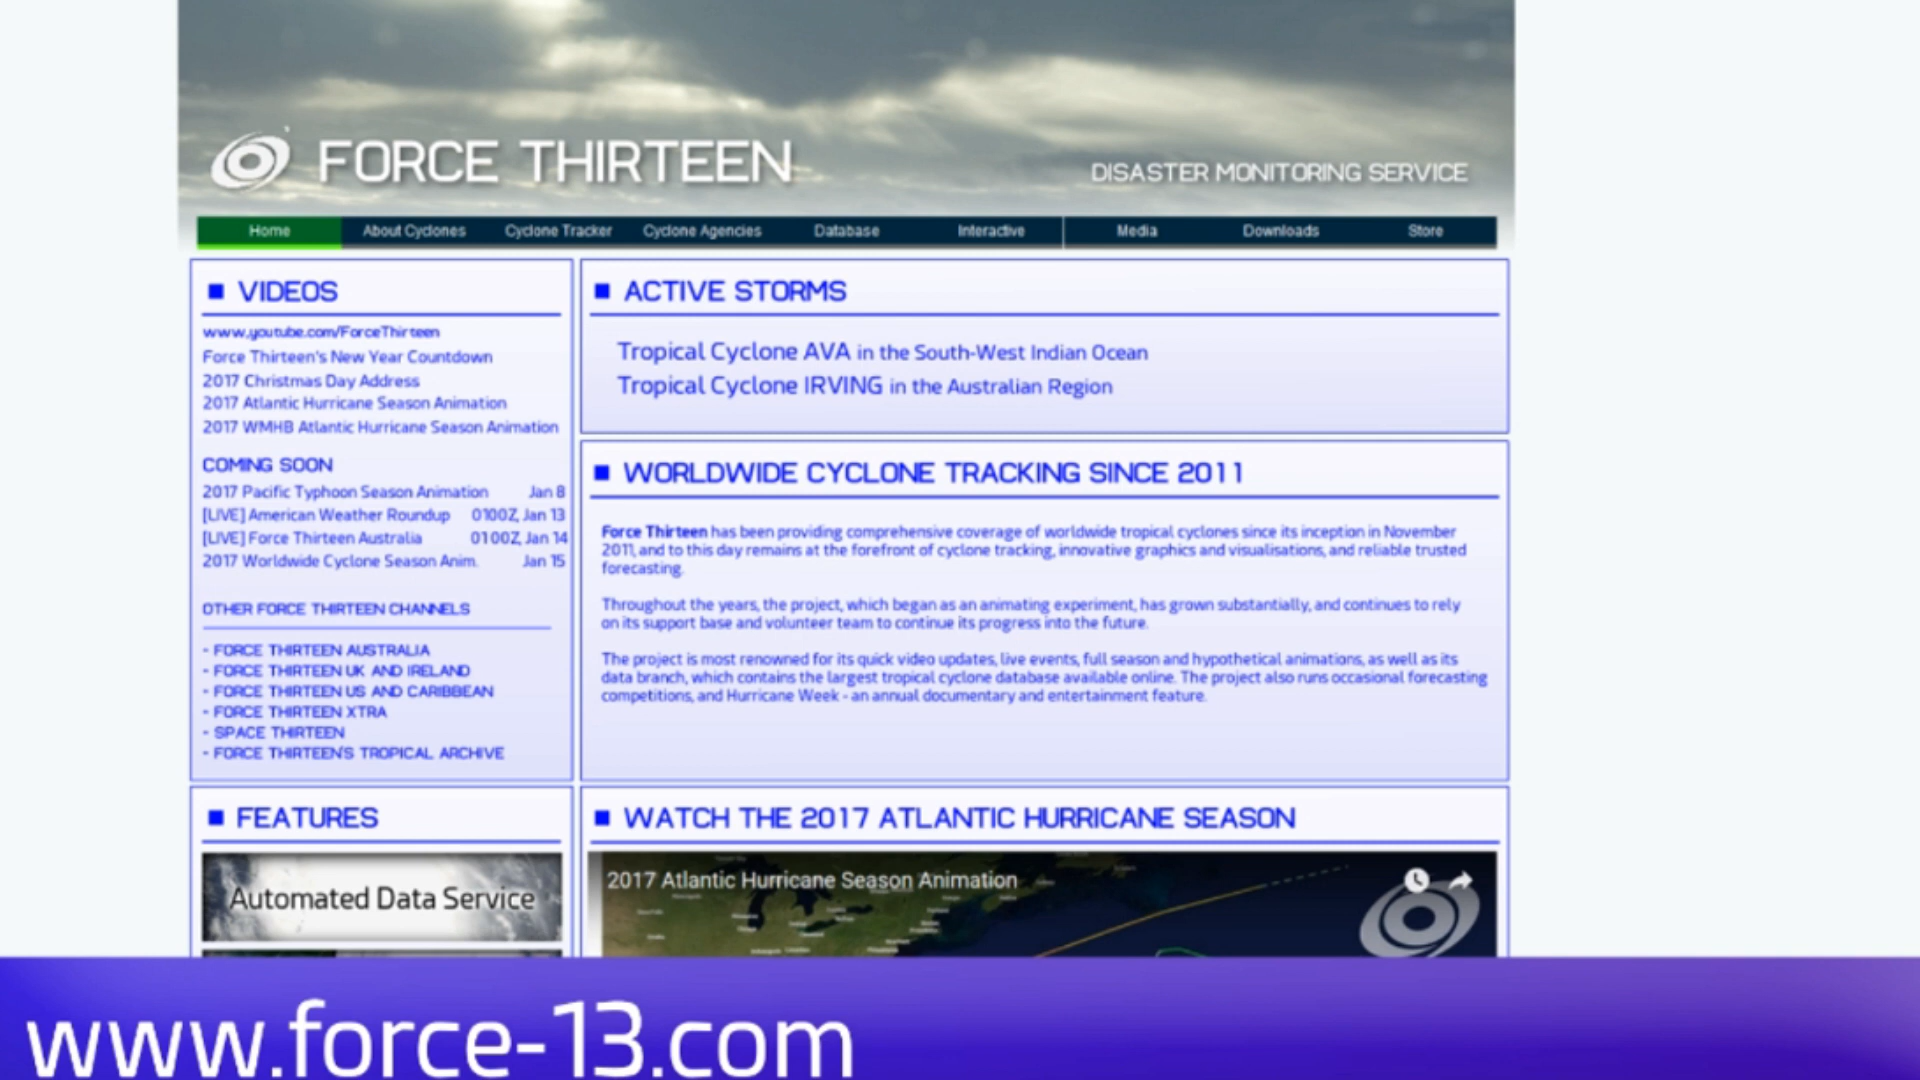 FORCE THIRTEEN
DISASTER MONITORING SERVICE
Home About Cyclones Cyclone Tracker Cyclone Agencies Database Interactive Media Downloads Store
VIDEOS
www.youtube.com/ForceThirteen
Force Thirteen's New Year Countdown
2017 Christmas Day Address
2017 Atlantic Hurricane Season Animation
2017 WMHB Atlantic Hurricane Season Animation
COMING SOON
2017 Pacific Typhoon Season Animation Jan 8
[LIVE] American Weather Roundup 0100Z, Jan 13
[LIVE] Force Thirteen Australia 0100Z, Jan 14
2017 Worldwide Cyclone Season Anim. Jan 15
OTHER FORCE THIRTEEN CHANNELS
- FORCE THIRTEEN AUSTRALIA
- FORCE THIRTEEN UK AND IRELAND
- FORCE THIRTEEN US AND CARIBBEAN
- FORCE THIRTEEN XTRA
- SPACE THIRTEEN
- FORCE THIRTEEN'S TROPICAL ARCHIVE
ACTIVE STORMS
Tropical Cyclone AVA in the South-West Indian Ocean
Tropical Cyclone IRVING in the Australian Region
WORLDWIDE CYCLONE TRACKING SINCE 2011
Force Thirteen has been providing comprehensive coverage of worldwide tropical cyclones since its inception in November
2011, and to this day remains at the forefront of cyclone tracking, innovative graphics and visualisations, and reliable trusted
forecasting.
Throughout the years, the project, which began as an animating experiment, has grown substantially, and continues to rely
on its support base and volunteer team to continue its progress into the future.
The project is most renowned for its quick video updates, live events, full season and hypothetical animations, as well as its
data branch, which contains the largest tropical cyclone database available online. The project also runs occasional forecasting
competitions, and Hurricane Week - an annual documentary and entertainment feature.
FEATURES
Automated Data Service
WATCH THE 2017 ATLANTIC HURRICANE SEASON
2017 Atlantic Hurricane Season Animation
www.force-13.com